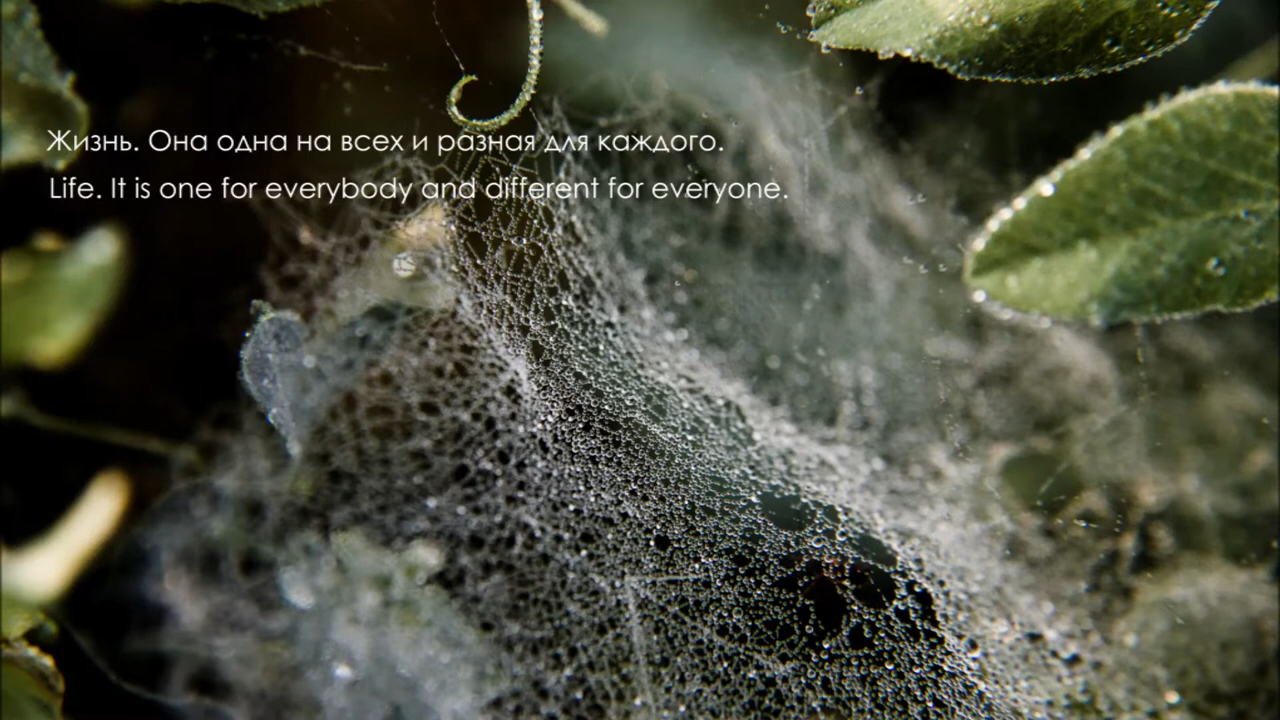 Жизнь. Она одна на всех и разная для каждого.
Life. It is one for everybody and different for everyone.